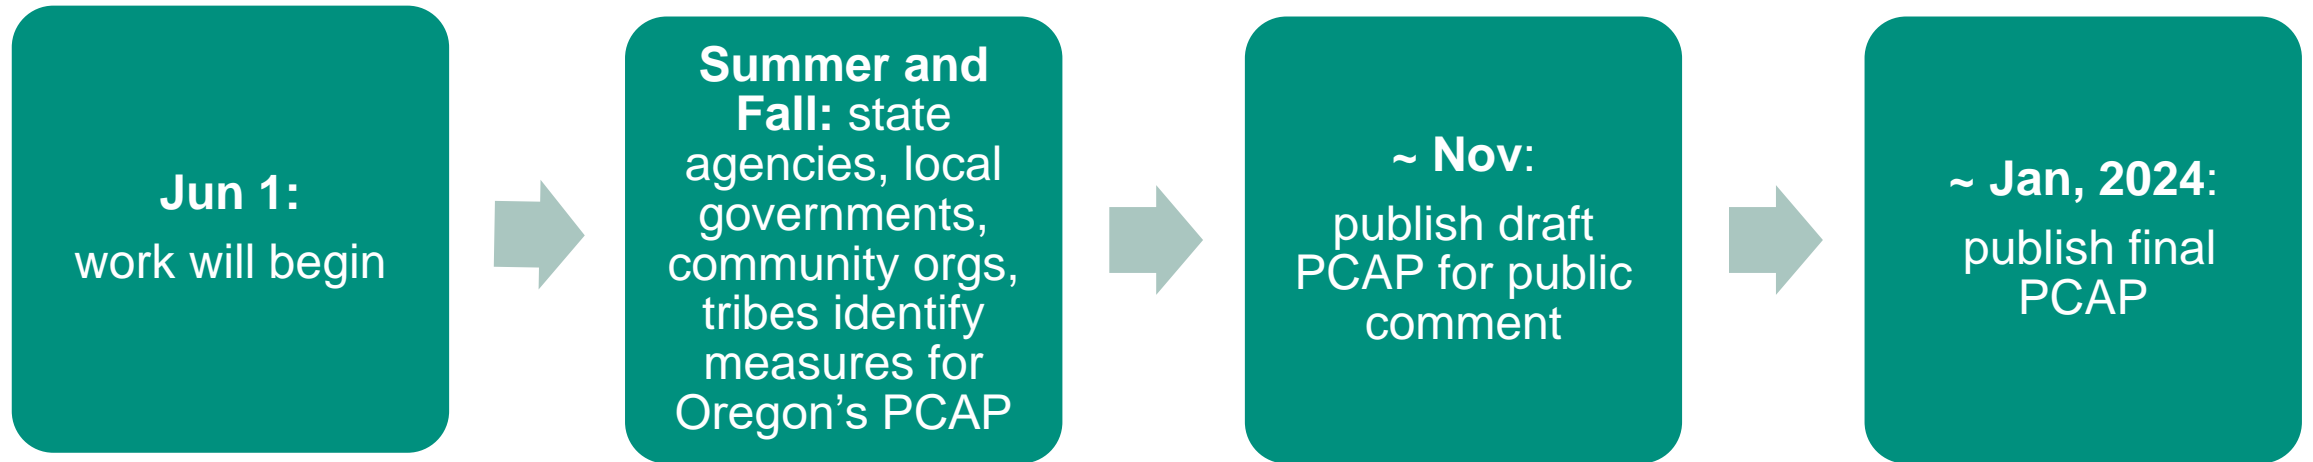 Jun 1:
work will begin
Summer and
Fall: state
agencies, local
governments,
community orgs,
tribes identify
measures for
Oregon’s PCAP
~ Nov:
publish draft
PCAP for public
comment
~ Jan, 2024:
publish final
PCAP